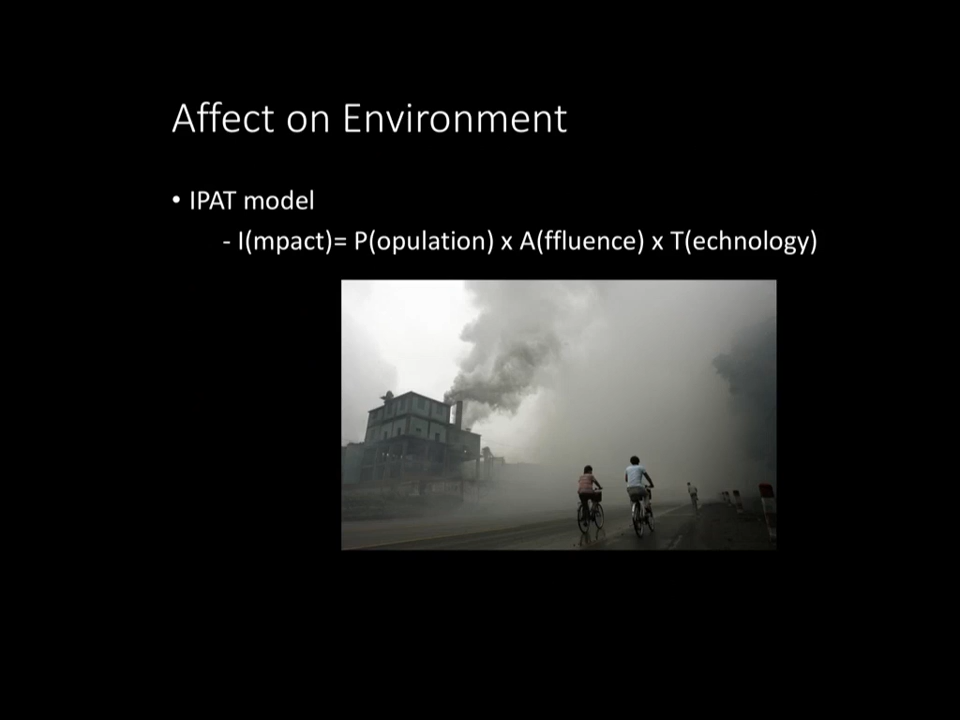 Affect on Environment
• IPAT model
- I(mpact)= P(opulation) x A(ffluence) x T(echnology)